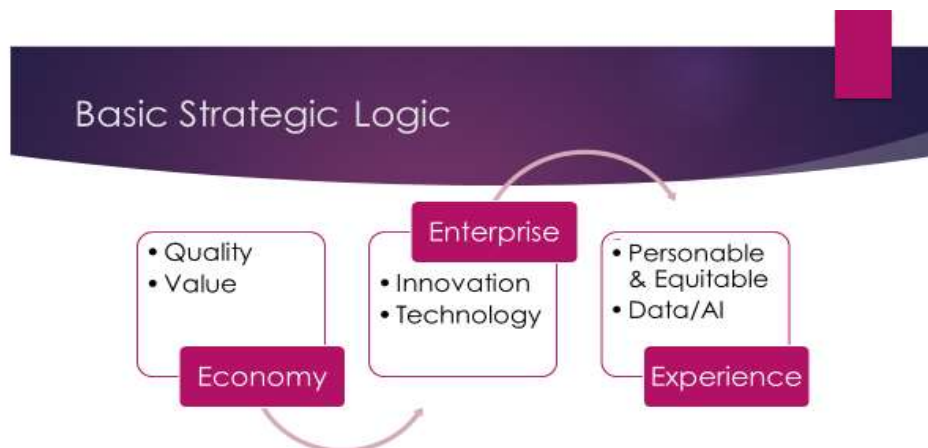 Basic Strategic Logic
• Quality
• Value
Economy
Enterprise
• Innovation
• Technology
• Personable
& Equitable
• Data/AI
Experience